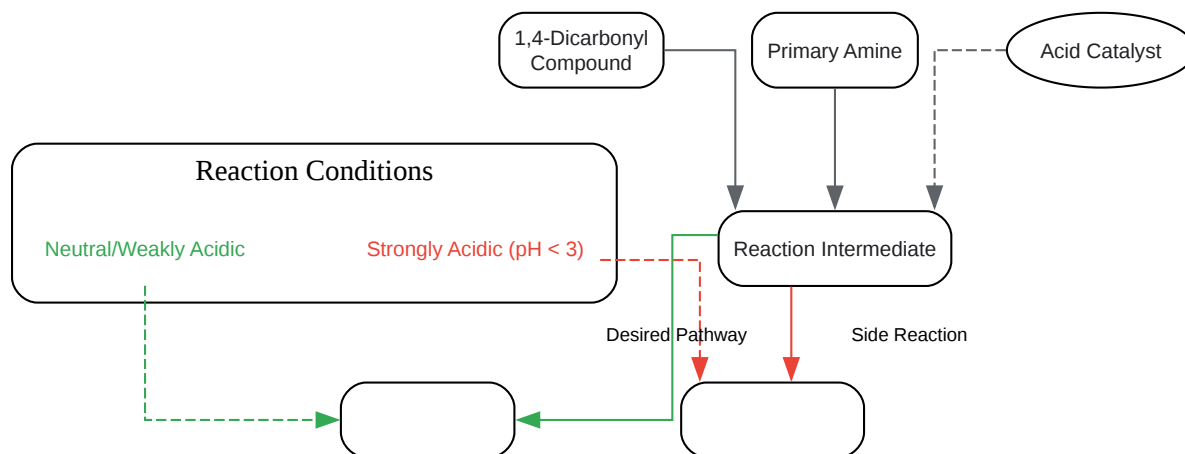 1,4-Dicarbonyl
Compound
Primary Amine
Acid Catalyst
Reaction Conditions
Neutral/Weakly Acidic
Strongly Acidic (pH < 3)
Reaction Intermediate
Desired Pathway
Side Reaction